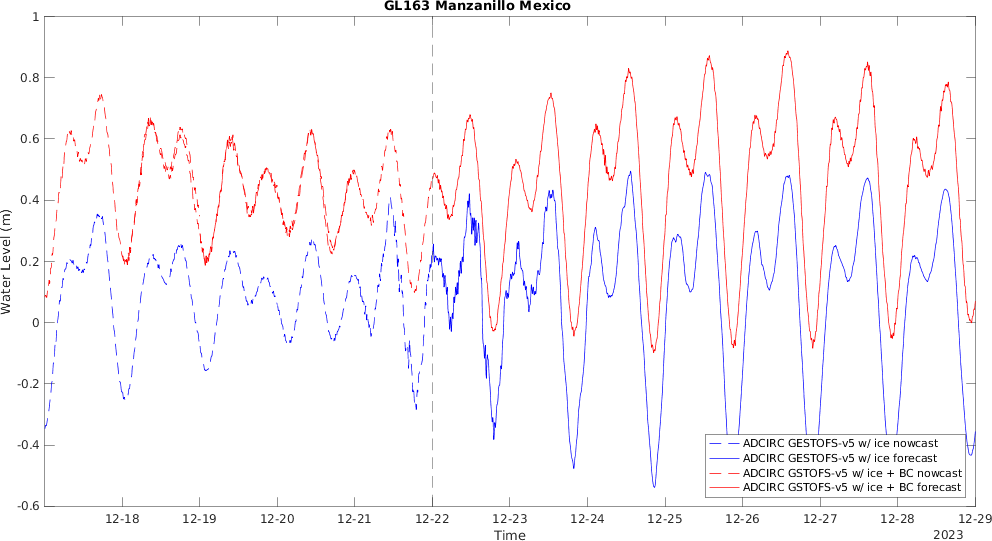 GL163 Manzanillo Mexico
Water Level (m)
1
0.8
0.6
0.4
0.2
0
-0.2
-0.4
-0.6
ADCIRC GESTOFS-v5 w/ ice nowcast
ADCIRC GESTOFS-v5 w/ ice forecast
ADCIRC GSTOFS-v5 w/ ice + BC nowcast
ADCIRC GSTOFS-v5 w/ ice + BC forecast
12-18 12-19 12-20 12-21 12-22 12-23 12-24 12-25 12-26 12-27 12-28 12-29
Time
2023